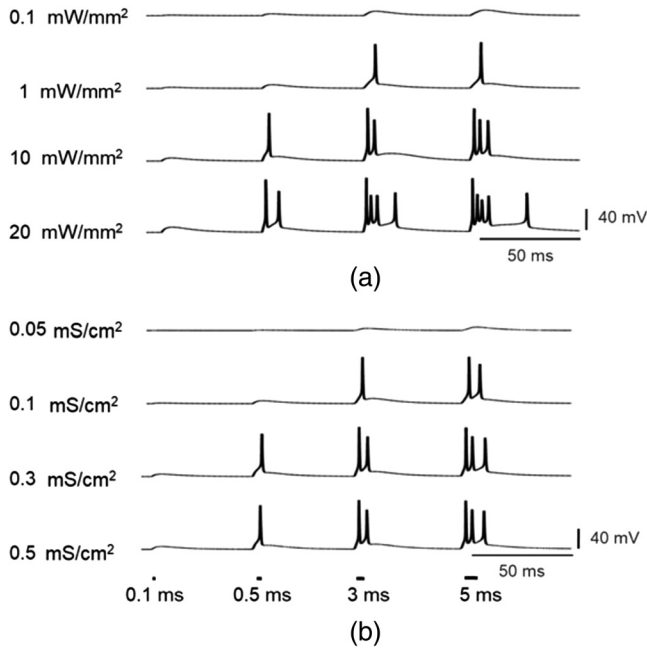 0.1 mW/mm²
1 mW/mm²
10 mW/mm²
20 mW/mm²
40 mV
50 ms
(a)
0.05 mS/cm²
0.1 mS/cm²
0.3 mS/cm²
0.5 mS/cm²
40 mV
50 ms
0.1 ms 0.5 ms 3 ms 5 ms
(b)